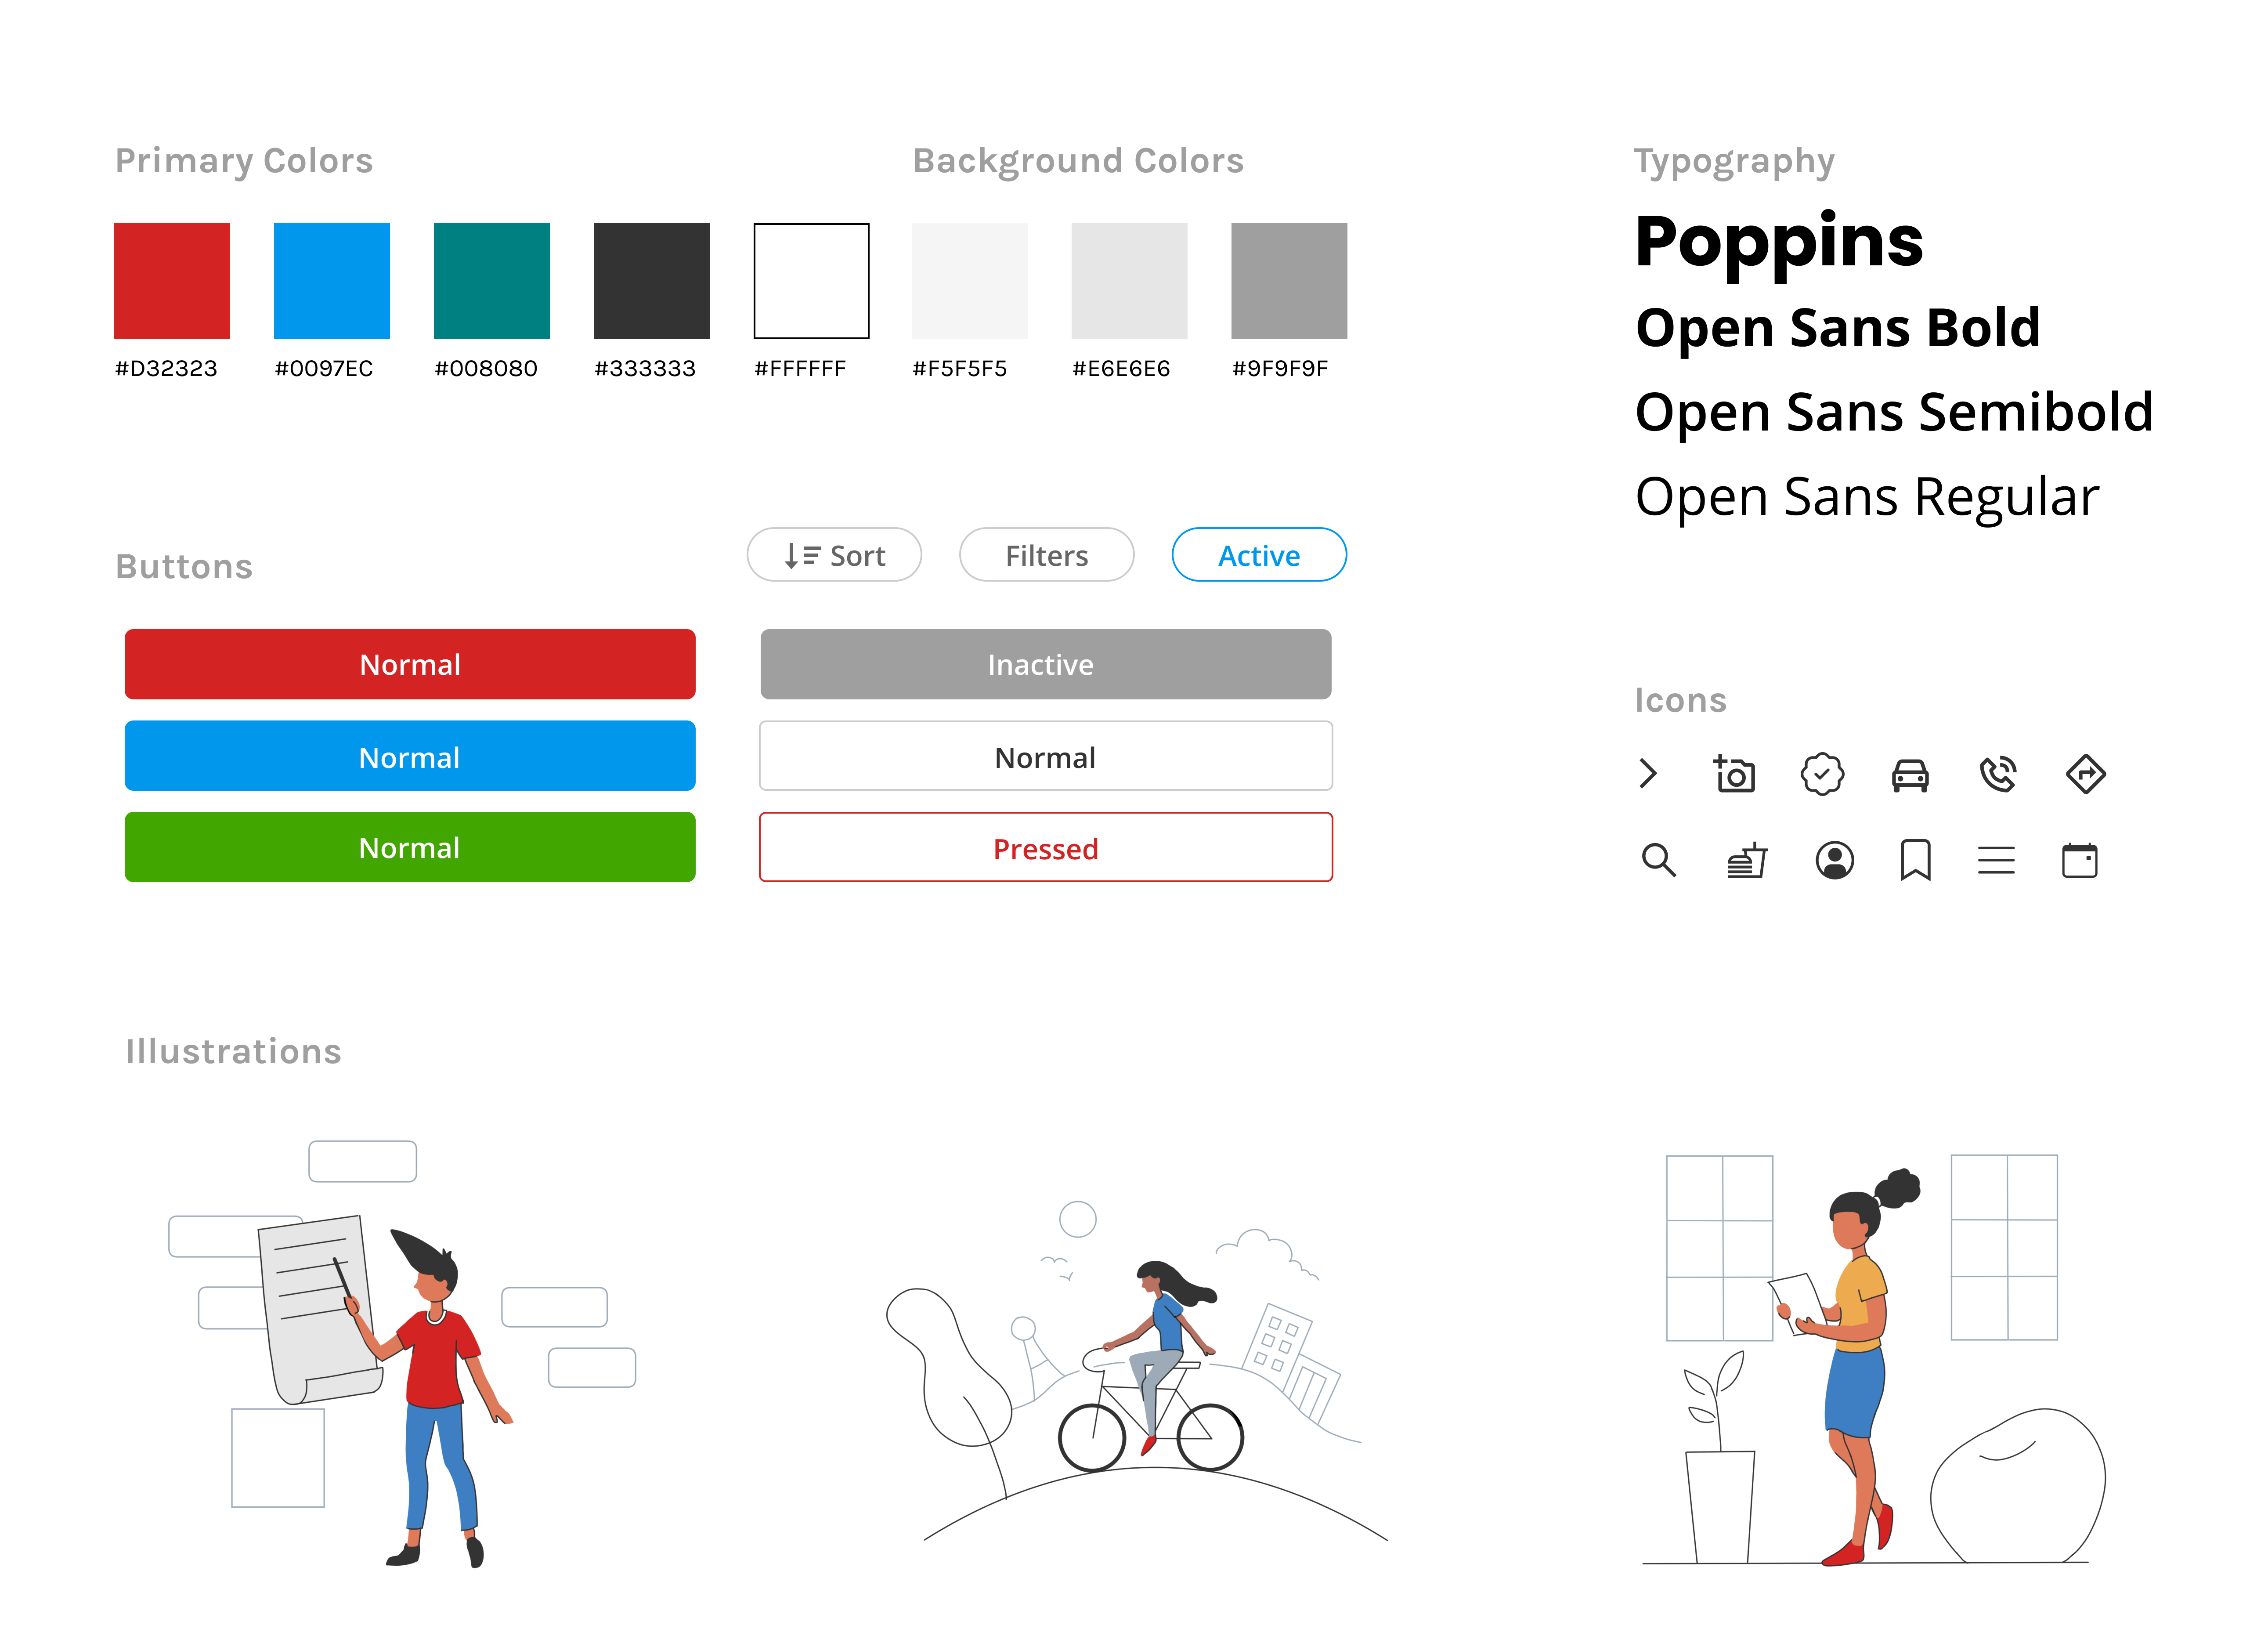 Primary Colors
Background Colors
Typography
#D32323
#0097EC
#008080
#333333
#FFFFFF
#F5F5F5
#E6E6E6
#9F9F9F
Poppins
Open Sans Bold
Open Sans Semibold
Open Sans Regular
Buttons
Sort
Filters
Active
Normal
Inactive
Normal
Normal
Normal
Pressed
Icons
Illustrations